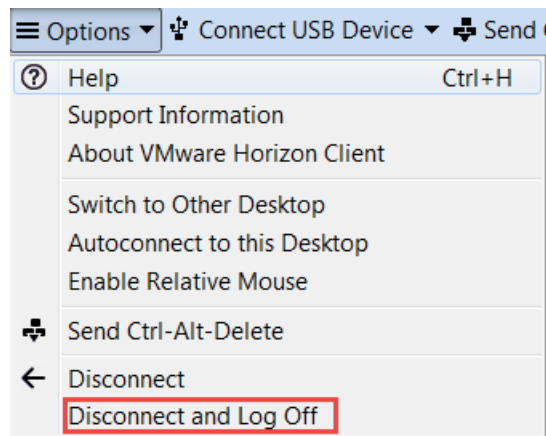 Options Connect USB Device Send
Help Ctrl+H
Support Information
About VMware Horizon Client
Switch to Other Desktop
Autoconnect to this Desktop
Enable Relative Mouse
Send Ctrl-Alt-Delete
Disconnect
Disconnect and Log Off